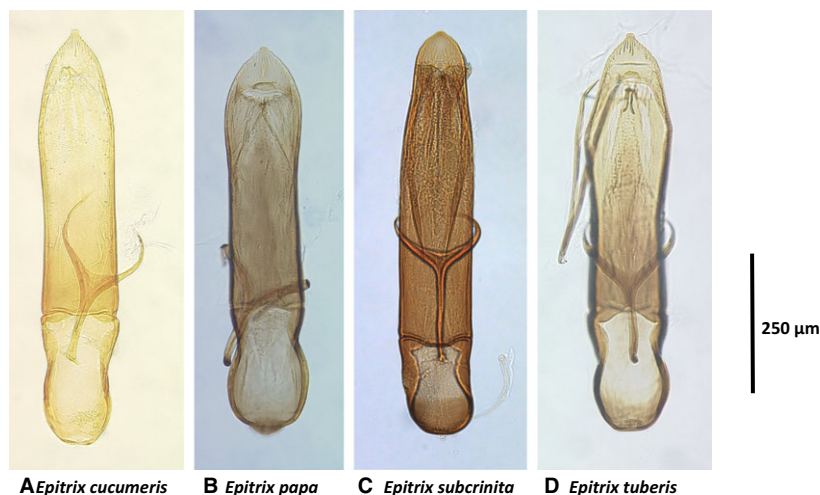 250 µm
A Epitrix cucumeris
B Epitrix papa
C Epitrix subcrinita
D Epitrix tuberis